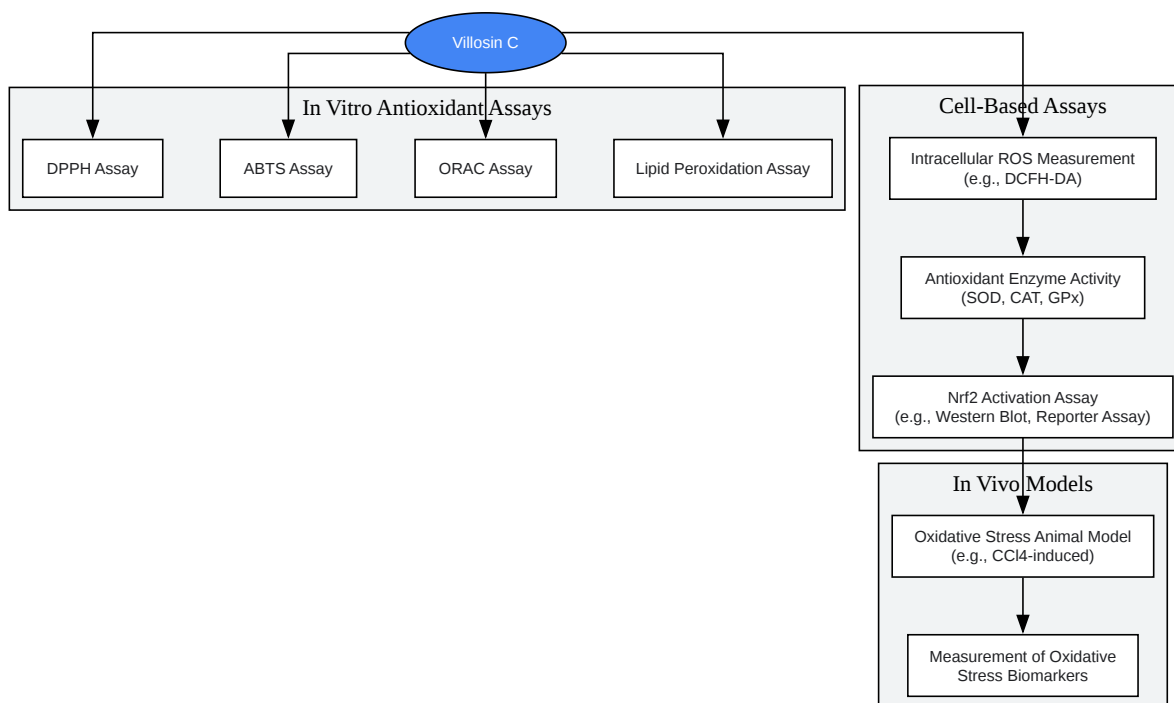 Villosin C
In Vitro Antioxidant Assays
DPPH Assay
ABTS Assay
ORAC Assay
Lipid Peroxidation Assay
Cell-Based Assays
Intracellular ROS Measurement
(e.g., DCFH-DA)
Antioxidant Enzyme Activity
(SOD, CAT, GPx)
Nrf2 Activation Assay
(e.g., Western Blot, Reporter Assay)
In Vivo Models
Oxidative Stress Animal Model
(e.g., CCl4-induced)
Measurement of Oxidative
Stress Biomarkers